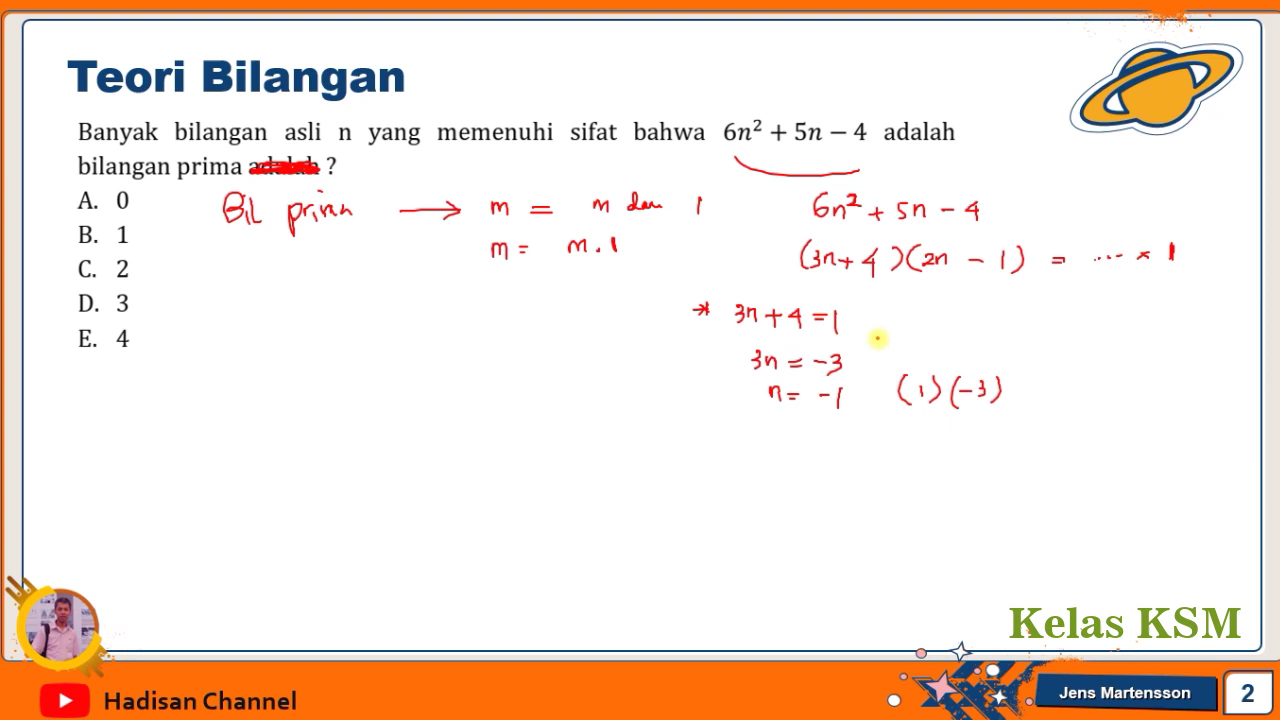 Teori Bilangan
Banyak bilangan asli n yang memenuhi sifat bahwa 6n² + 5n − 4 adalah
bilangan prima adalah ?
A. 0
B. 1
C. 2
D. 3
E. 4
Bil prima → m = m dan 1
m = m . 1
6n² + 5n − 4
(3n + 4)(2n − 1) = .... × 1
* 3n + 4 = 1
3n = −3
n = −1 (1)(−3)
Kelas KSM
Hadisan Channel
Jens Martensson
2